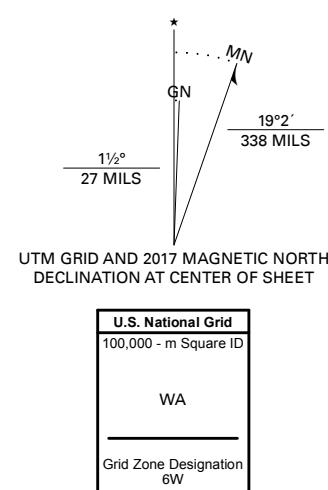 ★
MN
GN
19°2´
338 MILS
1½°
27 MILS
UTM GRID AND 2017 MAGNETIC NORTH
DECLINATION AT CENTER OF SHEET
U.S. National Grid
100,000 - m Square ID
WA
Grid Zone Designation
6W